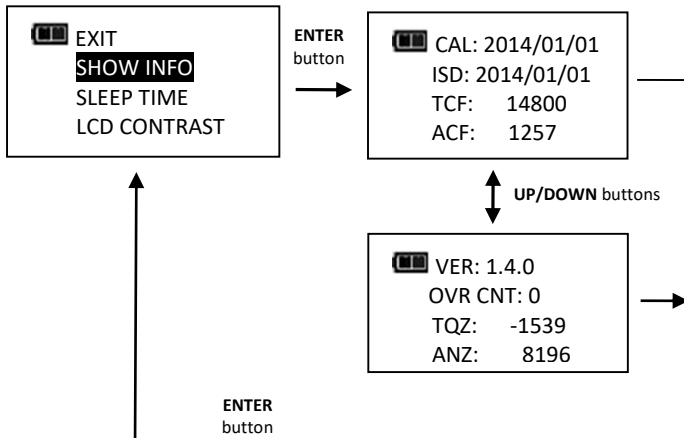 EXIT
SHOW INFO
SLEEP TIME
LCD CONTRAST
ENTER
button
CAL: 2014/01/01
ISD: 2014/01/01
TCF: 14800
ACF: 1257
UP/DOWN buttons
VER: 1.4.0
OVR CNT: 0
TQZ: -1539
ANZ: 8196
ENTER
button